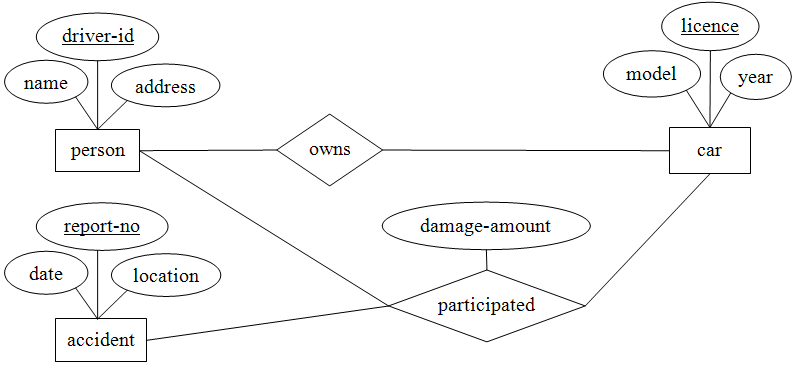 driver-id
licence
name
address
model
year
person
owns
car
report-no
damage-amount
date
location
participated
accident